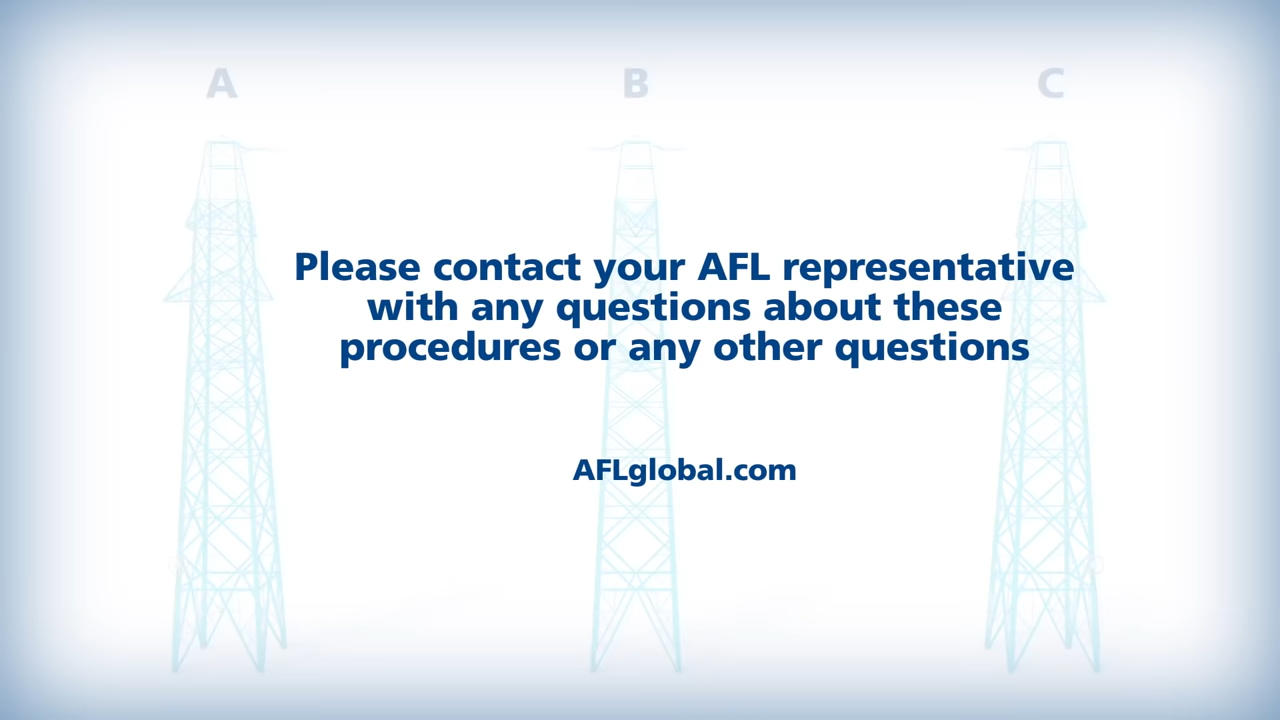 A B C
Please contact your AFL representative
with any questions about these
procedures or any other questions
AFLglobal.com